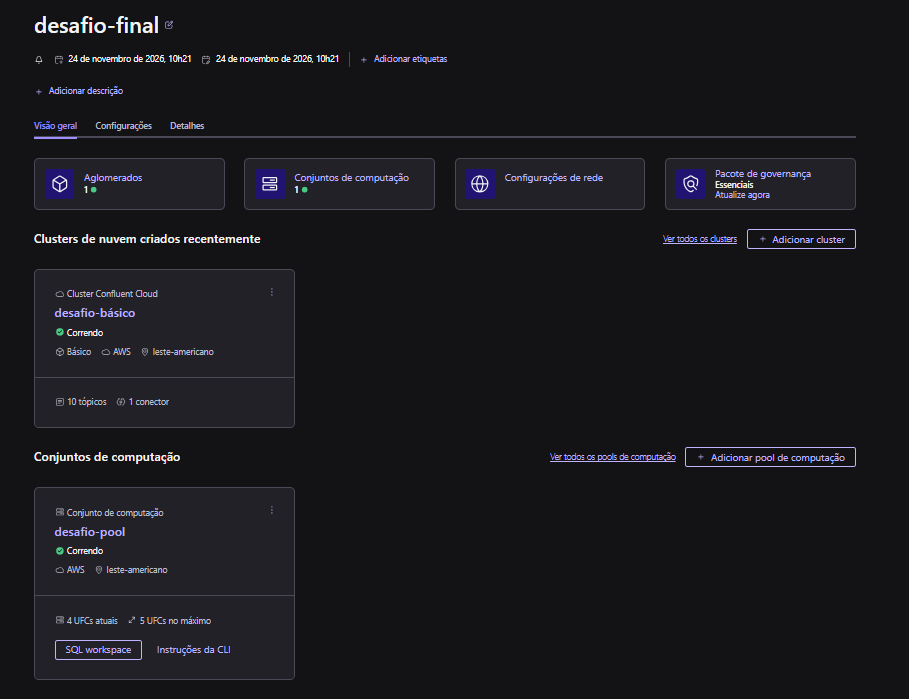 desafio-final
24 de novembro de 2026, 10h21 24 de novembro de 2026, 10h21 + Adicionar etiquetas
+ Adicionar descrição
Visão geral Configurações Detalhes
Aglomerados
1
Conjuntos de computação
1
Configurações de rede
Pacote de governança
Essenciais
Atualize agora
Clusters de nuvem criados recentemente
Ver todos os clusters + Adicionar cluster
Cluster Confluent Cloud
desafio-básico
Correndo
Básico AWS leste-americano
10 tópicos 1 conector
Conjuntos de computação
Ver todos os pools de computação + Adicionar pool de computação
Conjunto de computação
desafio-pool
Correndo
AWS leste-americano
4 UFCs atuais 5 UFCs no máximo
SQL workspace Instruções da CLI